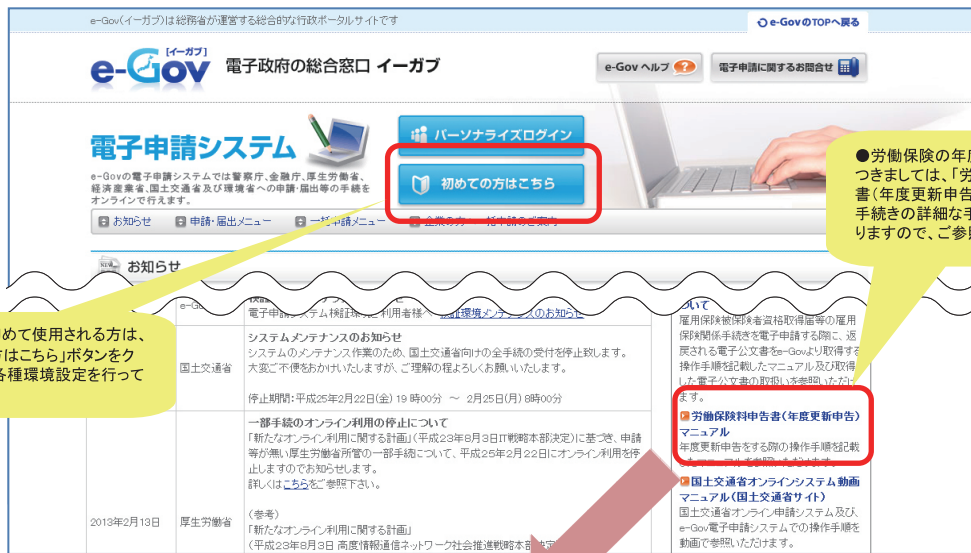 e-Gov(イーガブ)は総務省が運営する総合的な行政ポータルサイトです
e-GovのTOPへ戻る
[イーガブ]
e-Gov 電子政府の総合窓口 イーガブ
e-Gov ヘルプ
電子申請に関するお問合せ
電子申請システム
e-Govの電子申請システムでは警察庁、金融庁、厚生労働省、
経済産業省、国土交通省及び環境省への申請・届出等の手続を
オンラインで行えます。
パーソナライズログイン
初めての方はこちら
●労働保険の年度
つきましては、「労
書(年度更新申告
手続きの詳細な手
りますので、ご参照
お知らせ
申請・届出メニュー
一括申請メニュー
お知らせ
e-Go
めて使用される方は、
方はこちら」ボタンをク
各種環境設定を行って
国土交通省
システムメンテナンスのお知らせ
システムのメンテナンス作業のため、国土交通省向けの全手続の受付を停止致します。
大変ご不便をおかけいたしますが、ご理解の程よろしくお願いいたします。
停止期間:平成25年2月22日(金) 19時00分 ～ 2月25日(月) 8時00分
2013年2月13日
厚生労働省
一部手続のオンライン利用の停止について
「新たなオンライン利用に関する計画」(平成23年8月3日IT戦略本部決定)に基づき、申請
等が無い厚生労働省所管の一部手続について、平成25年2月22日にオンライン利用を停
止しますのでお知らせします。
詳しくはこちらをご参照下さい。
(参考)
「新たなオンライン利用に関する計画」
(平成23年8月3日 高度情報通信ネットワーク社会推進戦略本部決定
ついて
雇用保険被保険者資格取得届等の雇用
保険関係手続きを電子申請する際に、返
戻される電子公文書をe-Govより取得する
操作手順を記載したマニュアル及び取得
した電子公文書の取扱いを参照いただけ
ます。
労働保険料申告書(年度更新申告)
マニュアル
年度更新申告をする際の操作手順を記載
国土交通省オンラインシステム動画
マニュアル(国土交通省サイト)
国土交通省オンライン申請システム及び、
e-Gov電子申請システムでの操作手順を
動画で参照いただけます。